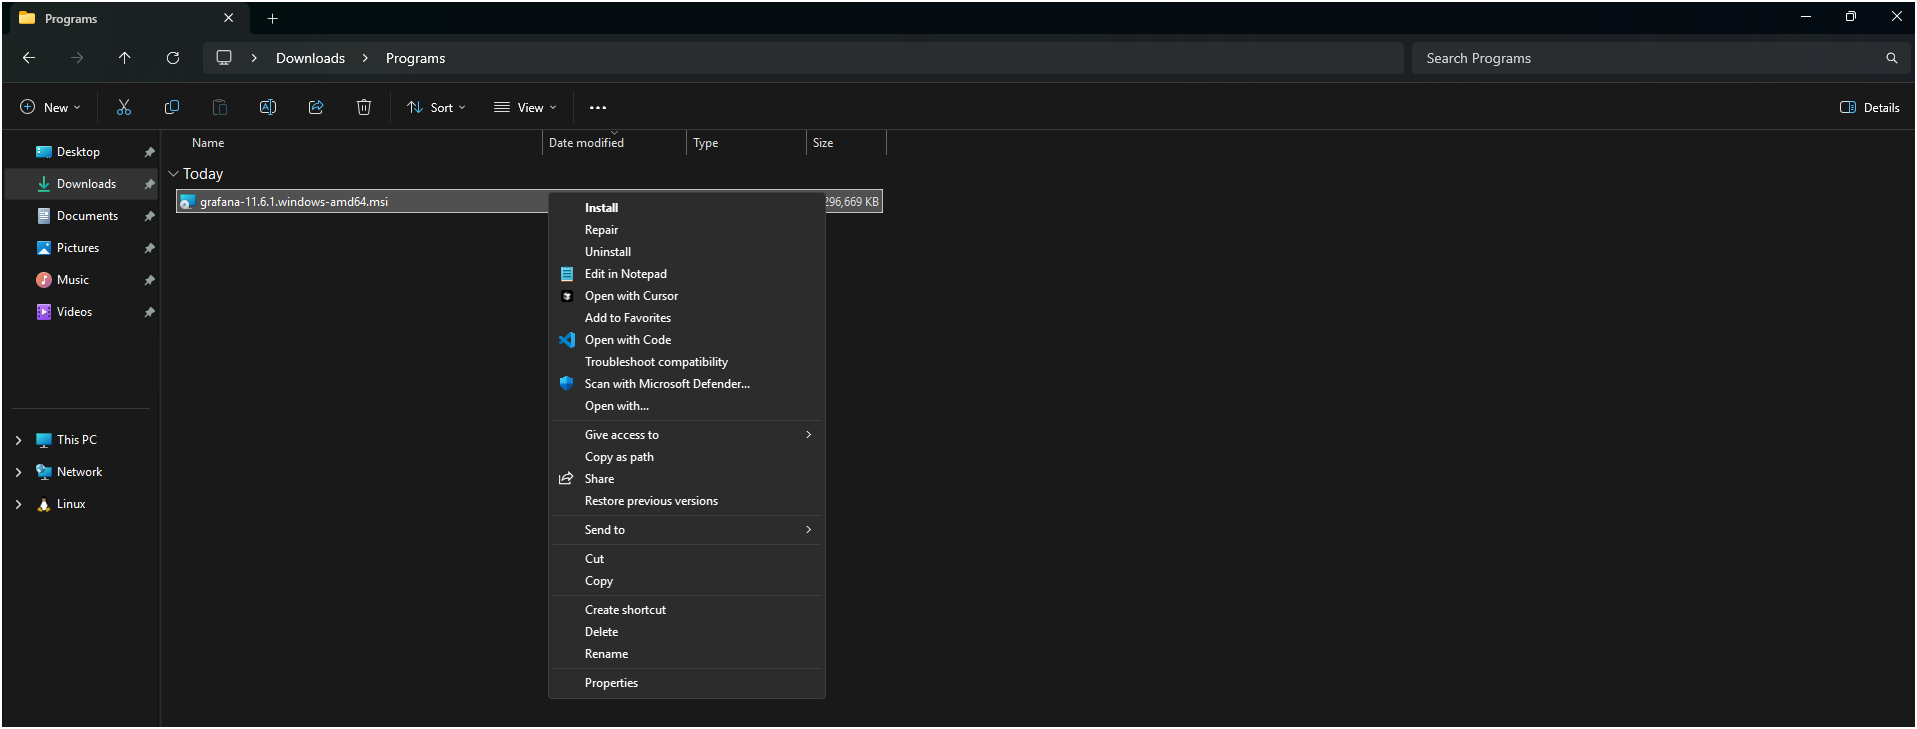 Programs
Downloads Programs
Search Programs
New
Sort
View
Details
Name
Date modified
Type
Size
Desktop
Downloads
Documents
Pictures
Music
Videos
This PC
Network
Linux
Today
grafana-11.6.1.windows-amd64.msi
296,669 KB
Install
Repair
Uninstall
Edit in Notepad
Open with Cursor
Add to Favorites
Open with Code
Troubleshoot compatibility
Scan with Microsoft Defender...
Open with...
Give access to
Copy as path
Share
Restore previous versions
Send to
Cut
Copy
Create shortcut
Delete
Rename
Properties